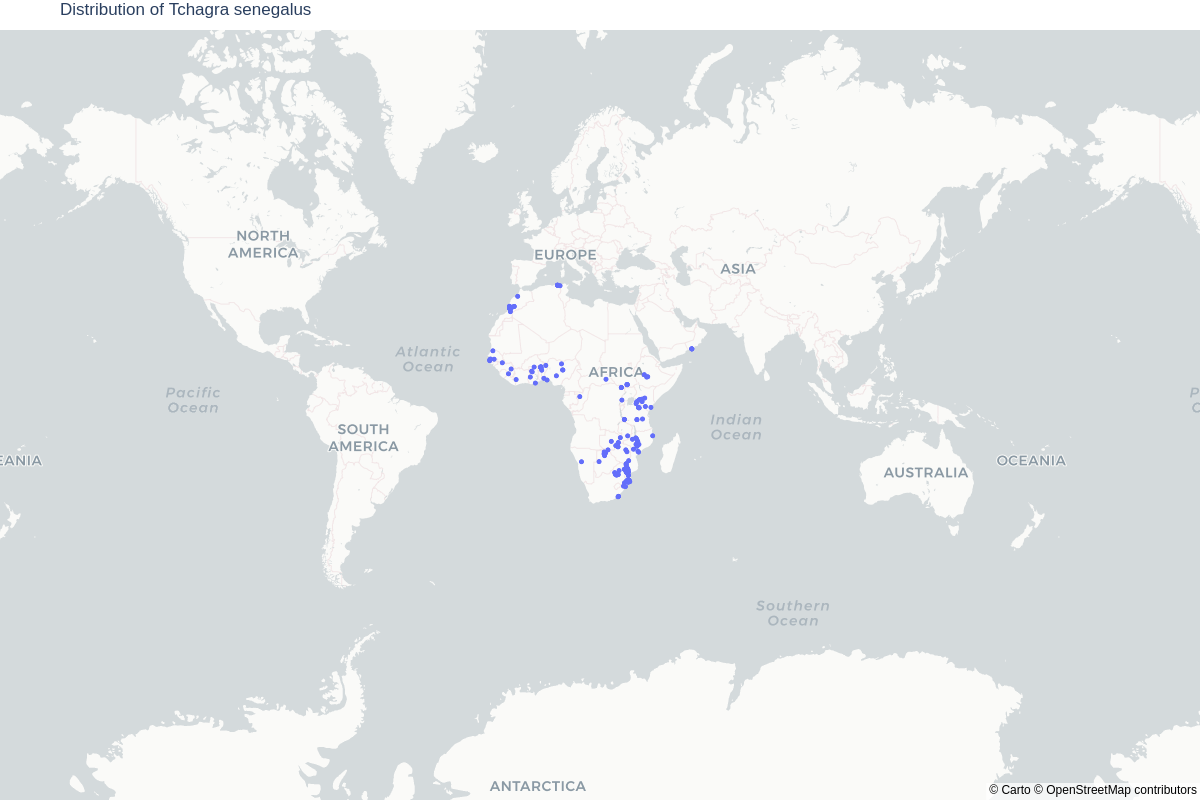 Distribution of Tchagra senegalus
NORTH
AMERICA
EUROPE
ASIA
Atlantic
Ocean
AFRICA
Pacific
Ocean
P
O
SOUTH
AMERICA
Indian
Ocean
EANIA
AUSTRALIA
OCEANIA
Southern
Ocean
ANTARCTICA
© Carto © OpenStreetMap contributors